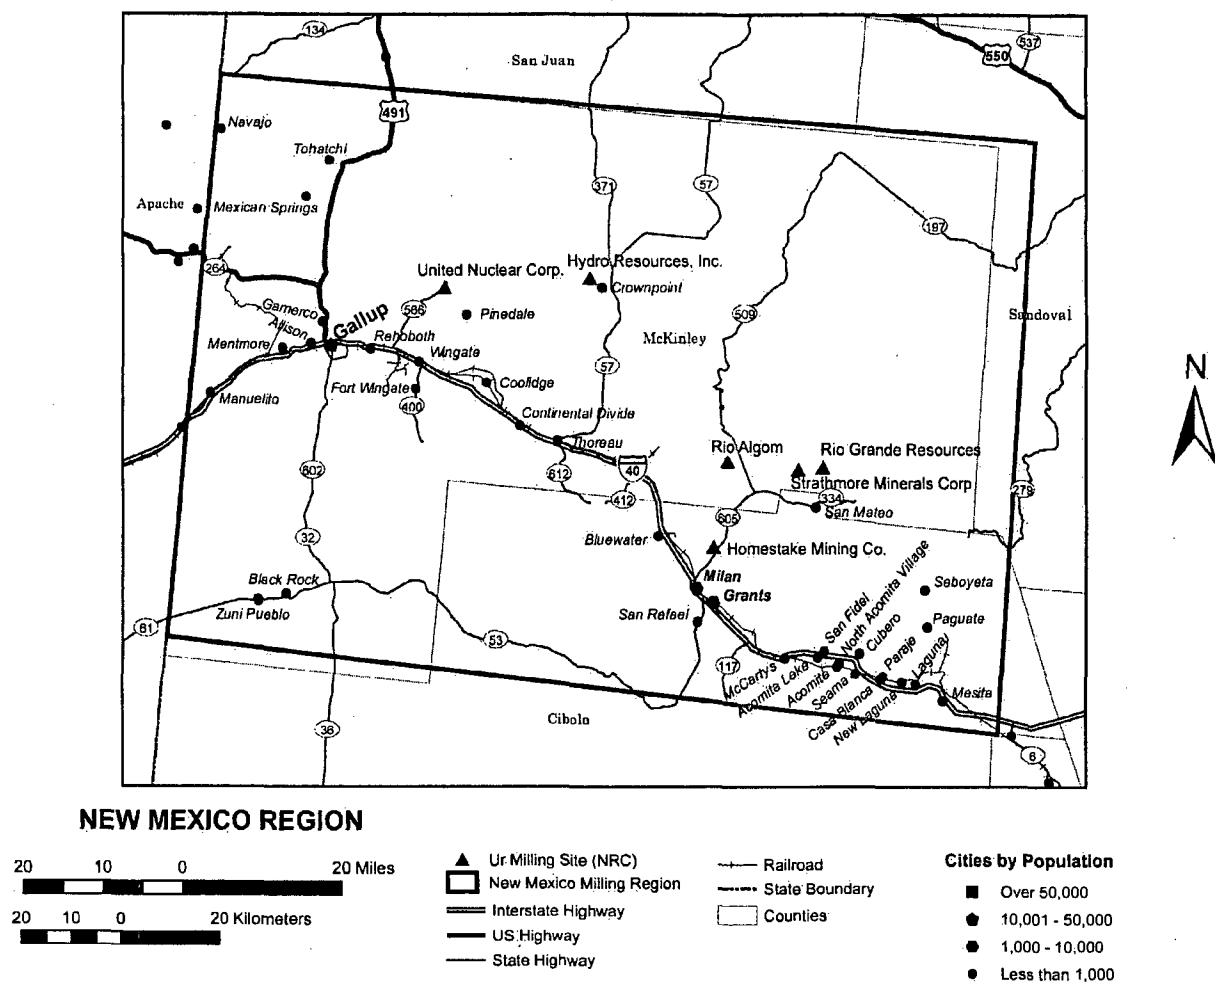 134
San Juan
550
537
491
Navajo
Tohatchi
371
57
Apache
Mexican Springs
197
264
United Nuclear Corp.
Hydro Resources, Inc.
Crownpoint
Gamerco
566
Pinedale
509
Sandoval
Allison
Gallup
McKinley
Mentmore
Rehoboth
Wingate
57
Manuelito
Fort Wingate
Coolidge
400
Continental Divide
Thoreau
Rio Algom
Rio Grande Resources
602
612
40
Strathmore Minerals Corp
412
334
279
San Mateo
605
32
Bluewater
Homestake Mining Co.
Black Rock
Milan
Seboyeta
Zuni Pueblo
Grants
San Rafael
San Fidel
North Acomita Village
Cubero
Paguate
81
53
Paraje
Laguna
117
McCartys
Acomita Lake
Acomita
Seama
Casa Blanca
New Laguna
Mesita
Cibola
36
6
NEW MEXICO REGION
20 10 0 20 Miles
20 10 0 20 Kilometers
Ur Milling Site (NRC)
New Mexico Milling Region
Interstate Highway
US Highway
State Highway
Railroad
State Boundary
Counties
Cities by Population
Over 50,000
10,001 - 50,000
1,000 - 10,000
Less than 1,000
N